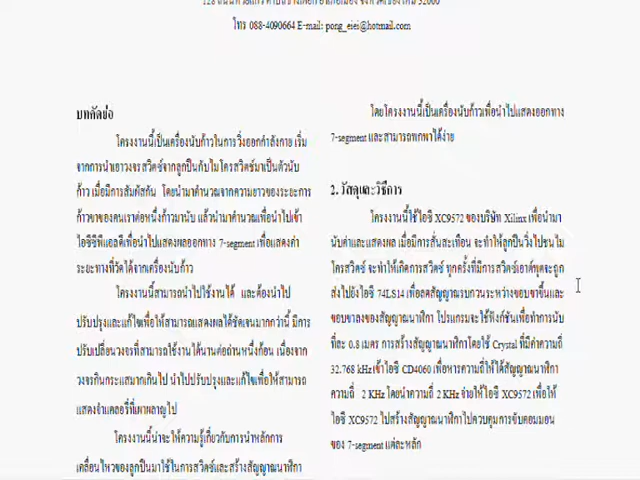 โทร 088-4090664 E-mail: pong_eiei@hotmail.com
บทคัดย่อ
โครงงานนี้เป็นเครื่องนับก้าวในการวิ่งออกกำลังกาย เริ่ม
จากการนำเอาวงจรสวิตซ์จากลูกปืนกับไมโครสวิตซ์มาเป็นตัวนับ
ก้าว เมื่อมีการสัมผัสกัน โดยนำมาคำนวณจากความยาวของระยะการ
ก้าวขาของคนเราต่อหนึ่งก้าวมานับ แล้วนำมาคำนวณเพื่อนำไปเข้า
ไอซีซีพีแอลดีเพื่อนำไปแสดงผลออกทาง 7-segment เพื่อแสดงค่า
ระยะทางที่วัดได้จากเครื่องนับก้าว
โครงงานนี้สามารถนำไปใช้งานได้ และต้องนำไป
ปรับปรุงและแก้ไขเพื่อให้สามารถแสดงผลได้ชัดเจนมากกว่านี้ มีการ
ปรับเปลี่ยนวงจรที่สามารถใช้งานได้นานต่อถ่านหนึ่งก้อน เนื่องจาก
วงจรกินกระแสมากเกินไป นำไปปรับปรุงและแก้ไขเพื่อให้สามารถ
แสดงจำแคลอรี่ที่เผาผลาญไป
โครงงานนี้น่าจะให้ความรู้เกี่ยวกับการนำหลักการ
เคลื่อนไหวของลูกปืนมาใช้ในการสวิตซ์และสร้างสัญญาณนาฬิกา
โดยโครงงานนี้เป็นเครื่องนับก้าวเพื่อนำไปแสดงออกทาง
7-segment และสามารถพกพาได้ง่าย
2. วัสดุและวิธีการ
โครงงานนี้ใช้ไอซี XC9572 ของบริษัท Xilinx เพื่อนำมา
นับค่าและแสดงผล เมื่อมีการสั่นสะเทือน จะทำให้ลูกปืนวิ่งไปชน ไม
โครสวิตซ์ จะทำให้เกิดการสวิตซ์ ทุกครั้งที่มีการสวิตซ์เอาต์พุตจะถูก
ส่งไปยังไอซี 74LS14 เพื่อลดสัญญาณรบกวนระหว่างขอบขาขึ้นและ
ขอบขาลงของสัญญาณนาฬิกา โปรแกรมจะใช้ฟังก์ชันเพื่อทำการนับ
ทีละ 0.8 เมตร การสร้างสัญญาณนาฬิกาโดยใช้ Crystal ที่มีค่าความถี่
32.768 kHz เข้าไอซี CD4060 เพื่อหารความถี่ให้ได้สัญญาณนาฬิกา
ความถี่ 2 KHz โดยนำความถี่ 2 KHz จ่ายให้ไอซี XC9572 เพื่อให้
ไอซี XC9572 ไปสร้างสัญญาณนาฬิกาไปควบคุมการขับคอมมอน
ของ 7-segment แต่ละหลัก